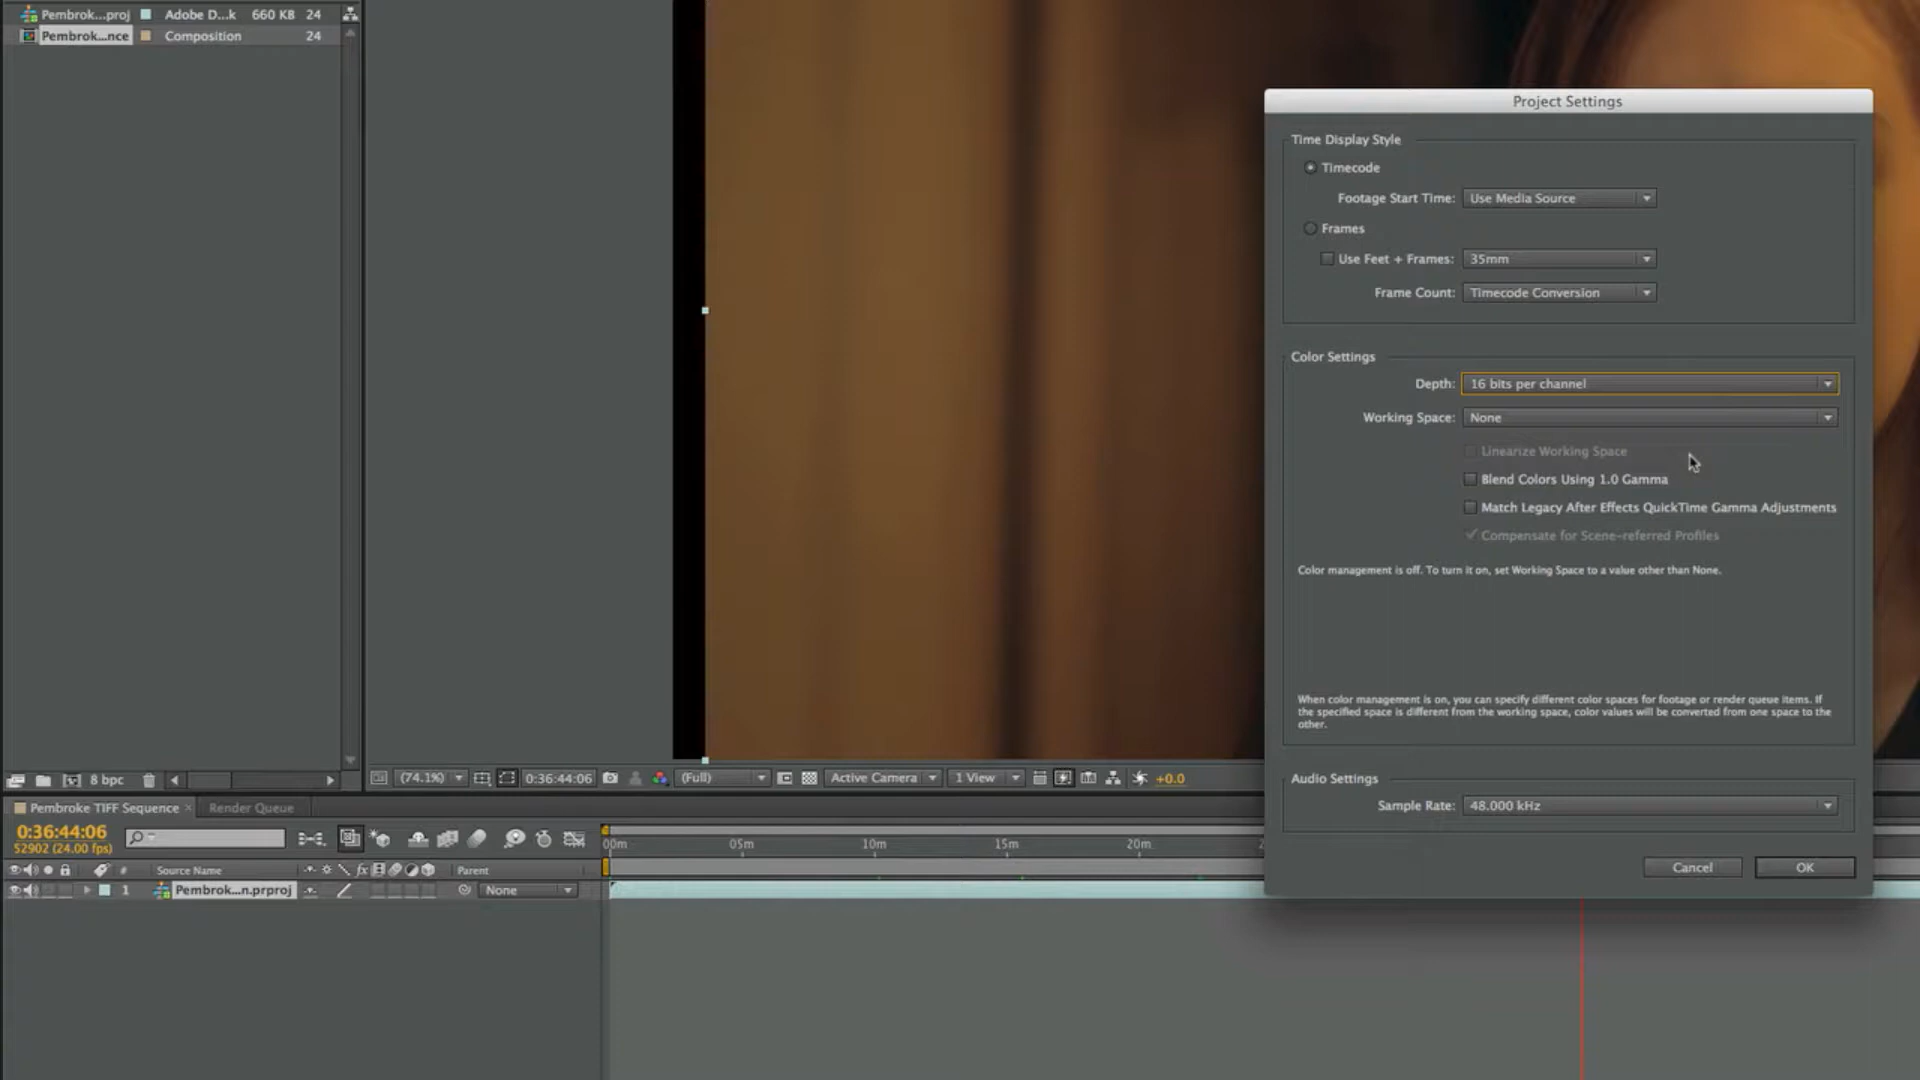 Pembrok...proj Adobe D...k 660 KB 24
Pembrok...nce Composition 24
Project Settings
Time Display Style
Timecode
Footage Start Time: Use Media Source
Frames
Use Feet + Frames: 35mm
Frame Count: Timecode Conversion
Color Settings
Depth: 16 bits per channel
Working Space: None
Linearize Working Space
Blend Colors Using 1.0 Gamma
Match Legacy After Effects QuickTime Gamma Adjustments
Compensate for Scene-referred Profiles
Color management is off. To turn it on, set Working Space to a value other than None.
When color management is on, you can specify different color spaces for footage or render queue items. If
the specified space is different from the working space, color values will be converted from one space to the
other.
Audio Settings
Sample Rate: 48.000 kHz
Cancel OK
8 bpc (74.1%) 0:36:44:06 (Full) Active Camera 1 View +0.0
Pembroke TIFF Sequence × Render Queue
0:36:44:06
52902 (24.00 fps)
00m 05m 10m 15m 20m
# Source Name fx Parent
1 Pembrok...n.prproj None